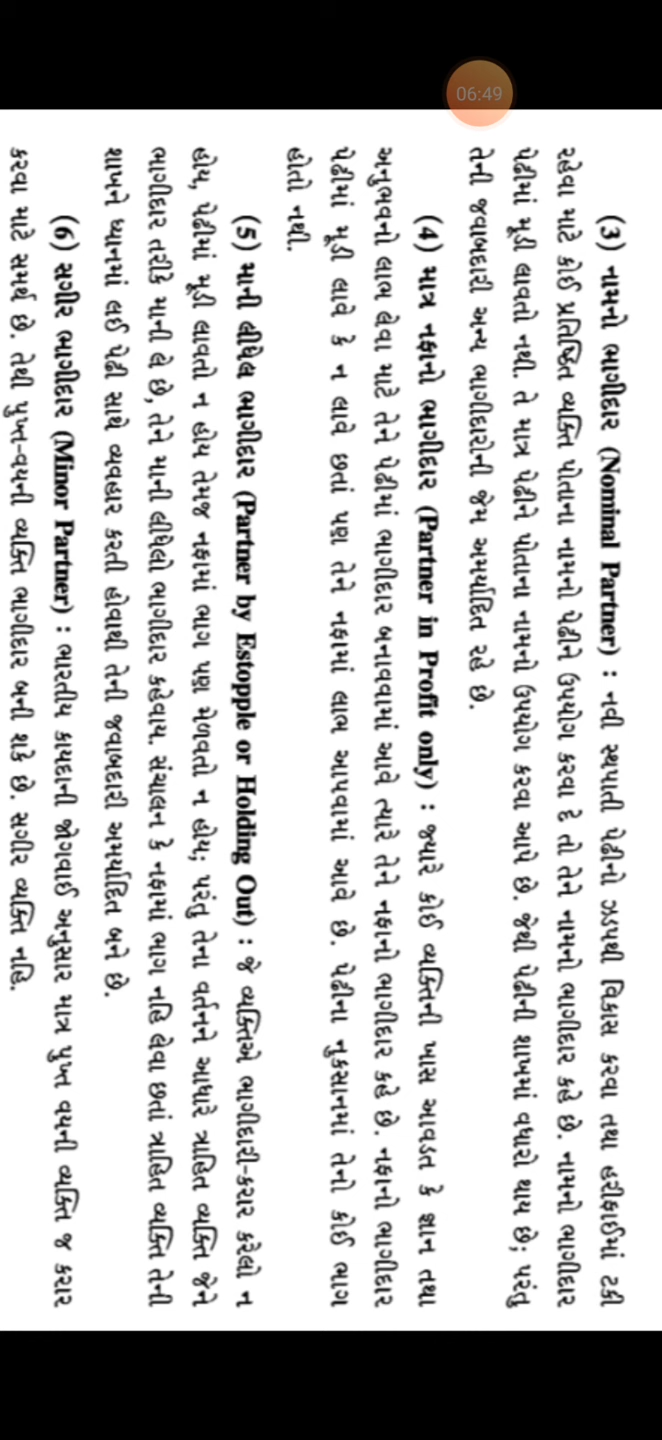 06:49
(3) નામનો ભાગીદાર (Nominal Partner) : નવી સ્થપાતી પેઢીનો ઝડપથી વિકાસ કરવા તથા હરીફાઈમાં ટકી
રહેવા માટે કોઈ પ્રતિષ્ઠિત વ્યક્તિ પોતાના નામનો પેઢીને ઉપયોગ કરવા દે તો તેને નામનો ભાગીદાર કહે છે. નામનો ભાગીદાર
પેઢીમાં મૂડી લાવતો નથી. તે માત્ર પેઢીને પોતાના નામનો ઉપયોગ કરવા આપે છે. જેથી પેઢીની શાખમાં વધારો થાય છે; પરંતુ
તેની જવાબદારી અન્ય ભાગીદારોની જેમ અમર્યાદિત રહે છે.
(4) માત્ર નફાનો ભાગીદાર (Partner in Profit only) : જ્યારે કોઈ વ્યક્તિની ખાસ આવડત કે જ્ઞાન તથા
અનુભવનો લાભ લેવા માટે તેને પેઢીમાં ભાગીદાર બનાવવામાં આવે ત્યારે તેને નફાનો ભાગીદાર કહે છે. નફાનો ભાગીદાર
પેઢીમાં મૂડી લાવે કે ન લાવે છતાં પણ તેને નફામાં લાભ આપવામાં આવે છે. પેઢીના નુકસાનમાં તેનો કોઈ ભાગ
હોતો નથી.
(5) માની લીધેલ ભાગીદાર (Partner by Estopple or Holding Out) : જે વ્યક્તિએ ભાગીદારી-કરાર કરેલો ન
હોય, પેઢીમાં મૂડી લાવતો ન હોય તેમજ નફામાં ભાગ પણ મેળવતો ન હોય; પરંતુ તેના વર્તનને આધારે ત્રાહિત વ્યક્તિ જેને
ભાગીદાર તરીકે માની લે છે, તેને માની લીધેલો ભાગીદાર કહેવાય. સંચાલન કે નફામાં ભાગ નહિ લેવા છતાં ત્રાહિત વ્યક્તિ તેની
શાખને ધ્યાનમાં લઈ પેઢી સાથે વ્યવહાર કરતી હોવાથી તેની જવાબદારી અમર્યાદિત બને છે.
(6) સગીર ભાગીદાર (Minor Partner) : ભારતીય કાયદાની જોગવાઈ અનુસાર માત્ર પુખ્ત વયની વ્યક્તિ જ કરાર
કરવા માટે સમર્થ છે. તેથી પુખ્ત-વયની વ્યક્તિ ભાગીદાર બની શકે છે. સગીર વ્યક્તિ નહિ.